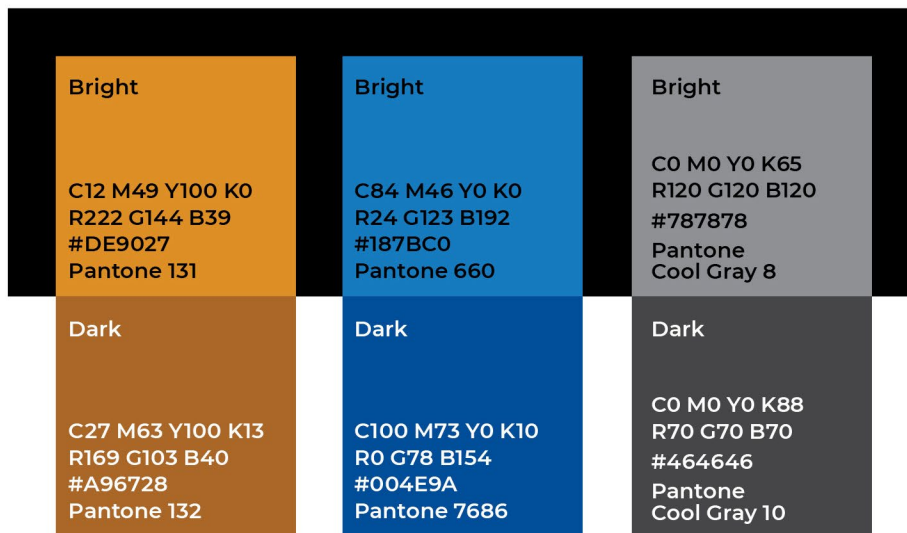 Bright
C12 M49 Y100 K0
R222 G144 B39
#DE9027
Pantone 131
Bright
C84 M46 Y0 K0
R24 G123 B192
#187BC0
Pantone 660
Bright
C0 M0 Y0 K65
R120 G120 B120
#787878
Pantone
Cool Gray 8
Dark
C27 M63 Y100 K13
R169 G103 B40
#A96728
Pantone 132
Dark
C100 M73 Y0 K10
R0 G78 B154
#004E9A
Pantone 7686
Dark
C0 M0 Y0 K88
R70 G70 B70
#464646
Pantone
Cool Gray 10